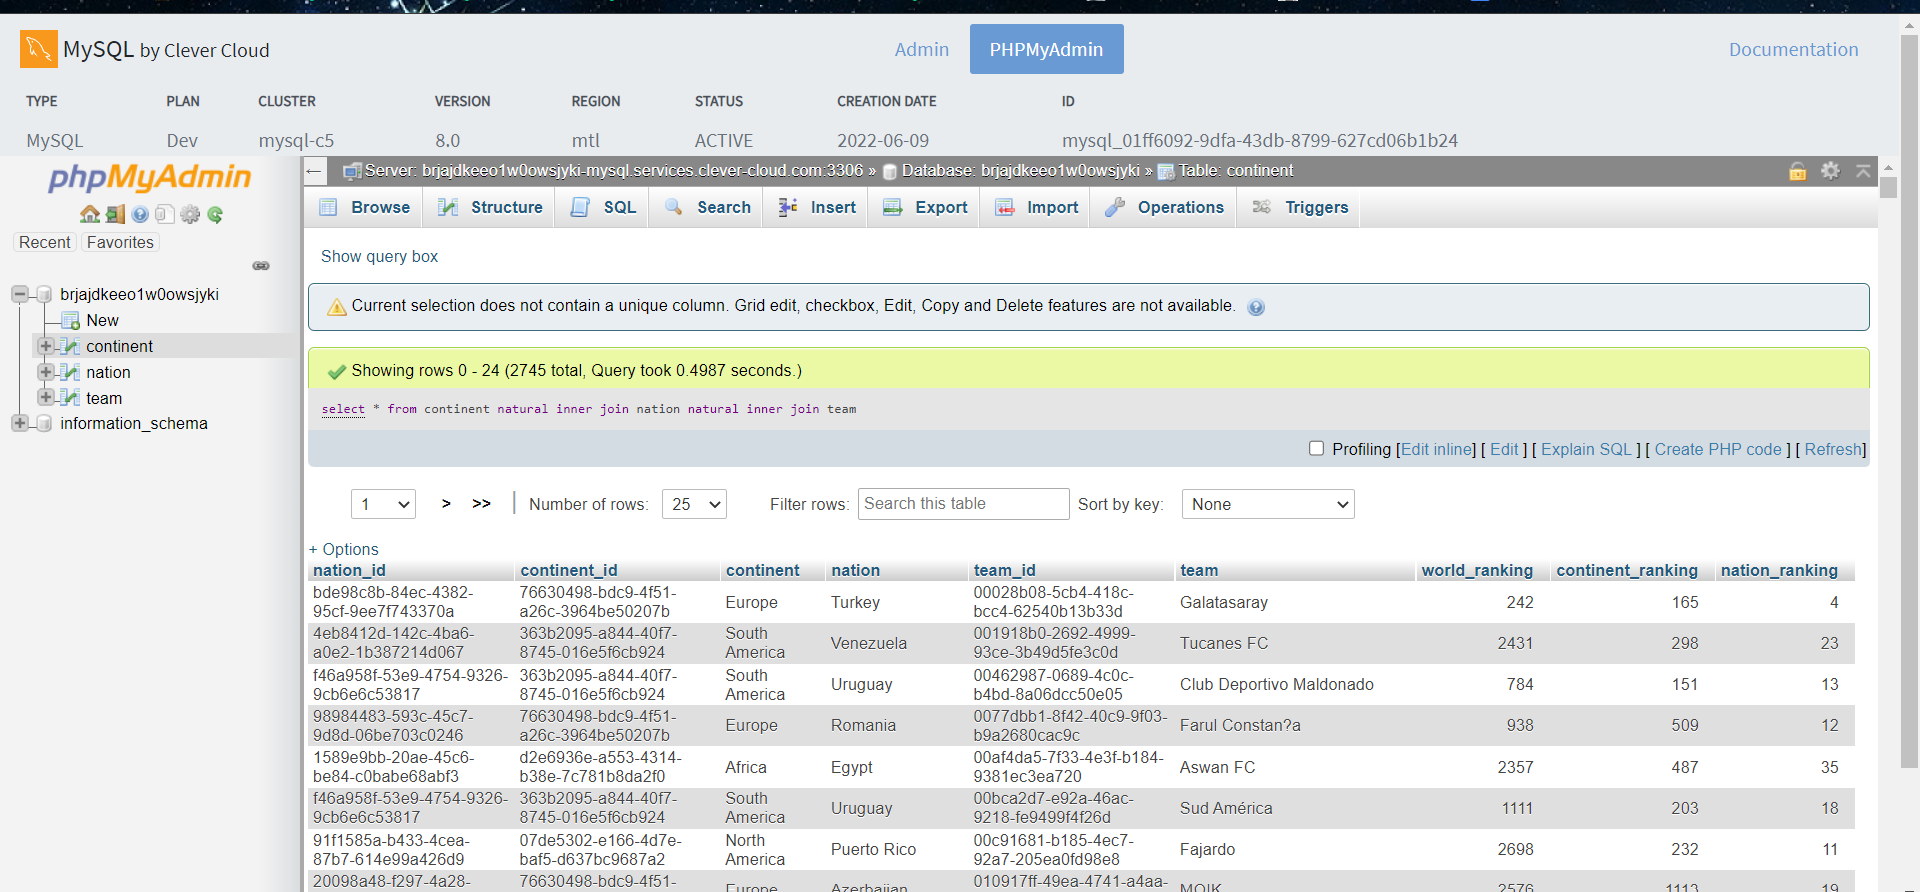 MySQL by Clever Cloud
Admin
PHPMyAdmin
Documentation
TYPE PLAN CLUSTER VERSION REGION STATUS CREATION DATE ID
MySQL Dev mysql-c5 8.0 mtl ACTIVE 2022-06-09 mysql_01ff6092-9dfa-43db-8799-627cd06b1b24
phpMyAdmin
Recent Favorites
brjajdkeeo1w0owsjyki
New
continent
nation
team
information_schema
← Server: brjajdkeeo1w0owsjyki-mysql.services.clever-cloud.com:3306 » Database: brjajdkeeo1w0owsjyki » Table: continent
Browse Structure SQL Search Insert Export Import Operations Triggers
Show query box
Current selection does not contain a unique column. Grid edit, checkbox, Edit, Copy and Delete features are not available.
Showing rows 0 - 24 (2745 total, Query took 0.4987 seconds.)
select * from continent natural inner join nation natural inner join team
Profiling [Edit inline] [ Edit ] [ Explain SQL ] [ Create PHP code ] [ Refresh]
1 > >> | Number of rows: 25 Filter rows: Search this table Sort by key: None
+ Options
nation_id continent_id continent nation team_id team world_ranking continent_ranking nation_ranking
bde98c8b-84ec-4382- 76630498-bdc9-4f51- 00028b08-5cb4-418c-
Europe Turkey Galatasaray 242 165 4
95cf-9ee7f743370a a26c-3964be50207b bcc4-62540b13b33d
4eb8412d-142c-4ba6- 363b2095-a844-40f7- South 001918b0-2692-4999-
Venezuela Tucanes FC 2431 298 23
a0e2-1b387214d067 8745-016e5f6cb924 America 93ce-3b49d5fe3c0d
f46a958f-53e9-4754-9326- 363b2095-a844-40f7- South 00462987-0689-4c0c-
Uruguay Club Deportivo Maldonado 784 151 13
9cb6e6c53817 8745-016e5f6cb924 America b4bd-8a06dcc50e05
98984483-593c-45c7- 76630498-bdc9-4f51- 0077dbb1-8f42-40c9-9f03-
Europe Romania Farul Constan?a 938 509 12
9d8d-06be703c0246 a26c-3964be50207b b9a2680cac9c
1589e9bb-20ae-45c6- d2e6936e-a553-4314- 00af4da5-7f33-4e3f-b184-
Africa Egypt Aswan FC 2357 487 35
be84-c0babe68abf3 b38e-7c781b8da2f0 9381ec3ea720
f46a958f-53e9-4754-9326- 363b2095-a844-40f7- South 00bca2d7-e92a-46ac-
Uruguay Sud América 1111 203 18
9cb6e6c53817 8745-016e5f6cb924 America 9218-fe9499f4f26d
91f1585a-b433-4cea- 07de5302-e166-4d7e- North 00c91681-b185-4ec7-
Puerto Rico Fajardo 2698 232 11
87b7-614e99a426d9 baf5-d637bc9687a2 America 92a7-205ea0fd98e8
20098a48-f297-4a28- 76630498-bdc9-4f51- 010917ff-49ea-4741-a4aa-
Europe Azerbaijan MOIK 2576 1113 19